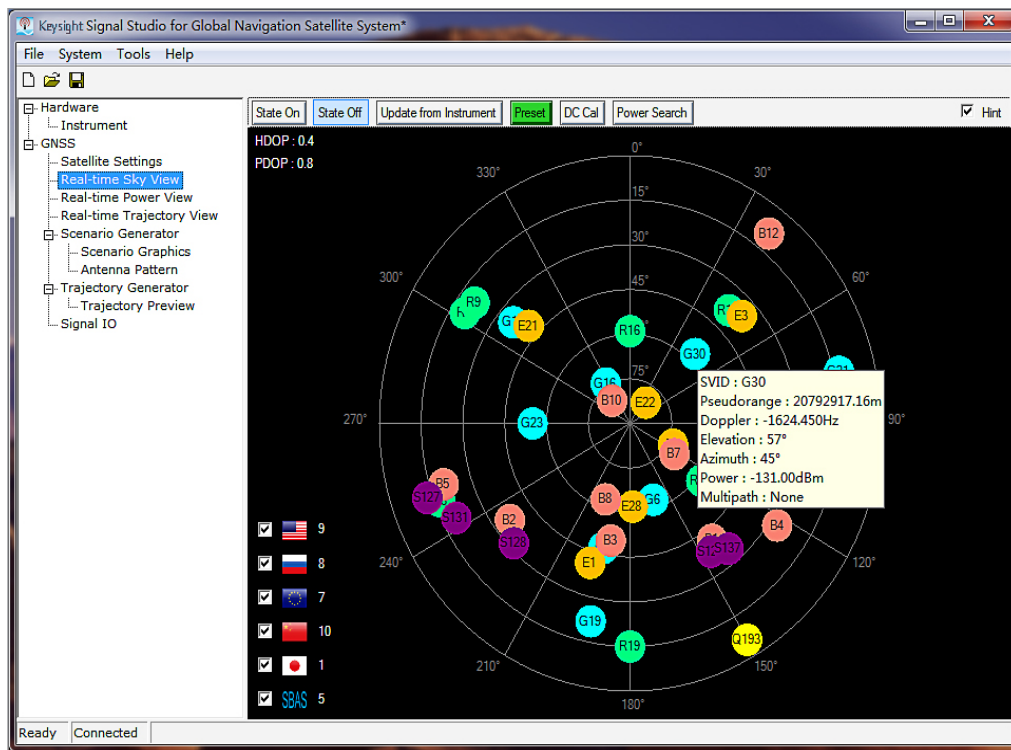 Keysight Signal Studio for Global Navigation Satellite System*
File System Tools Help
Hardware
Instrument
GNSS
Satellite Settings
Real-time Sky View
Real-time Power View
Real-time Trajectory View
Scenario Generator
Scenario Graphics
Antenna Pattern
Trajectory Generator
Trajectory Preview
Signal IO
State On State Off Update from Instrument Preset DC Cal Power Search Hint
HDOP : 0.4
PDOP : 0.8
0°
330° 30°
15°
B12
30°
300° 60°
45°
R9
E21
E3
R16
G30
75°
G16
B10
E22
270° G23 90°
B7
SVID : G30
Pseudorange : 20792917.16m
Doppler : -1624.450Hz
Elevation : 57°
Azimuth : 45°
Power : -131.00dBm
Multipath : None
B5
S127
S131
B2
S128
B8
E28
G6
B3
E1
B4
S137
240° 120°
G19
R19
Q193
210° 150°
180°
9
8
7
10
1
SBAS 5
Ready Connected